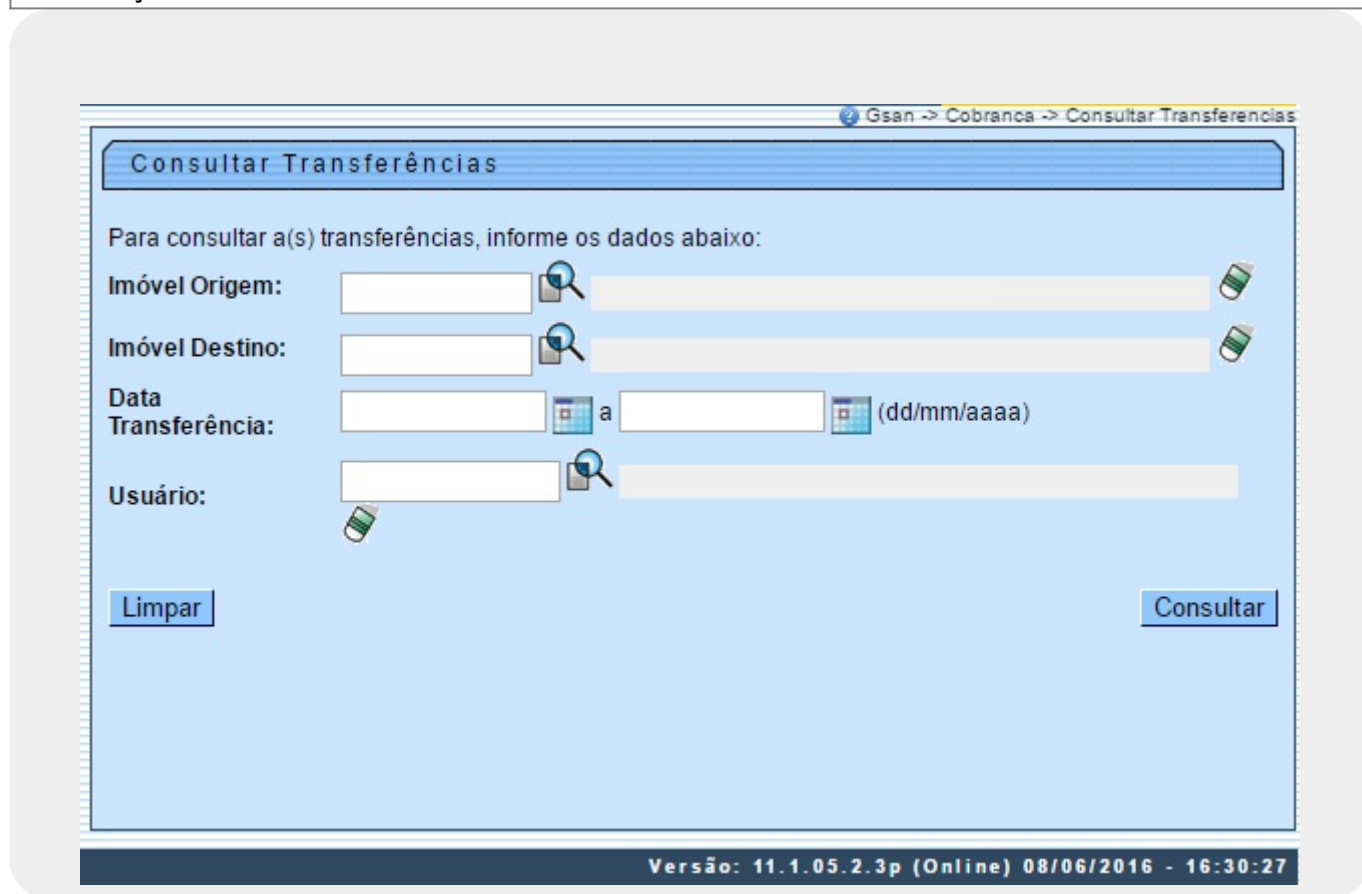 Gsan -> Cobranca -> Consultar Transferencias
Consultar Transferências
Para consultar a(s) transferências, informe os dados abaixo:
Imóvel Origem:
Imóvel Destino:
Data
Transferência:
a
(dd/mm/aaaa)
Usuário:
Limpar
Consultar
Versão: 11.1.05.2.3p (Online) 08/06/2016 - 16:30:27